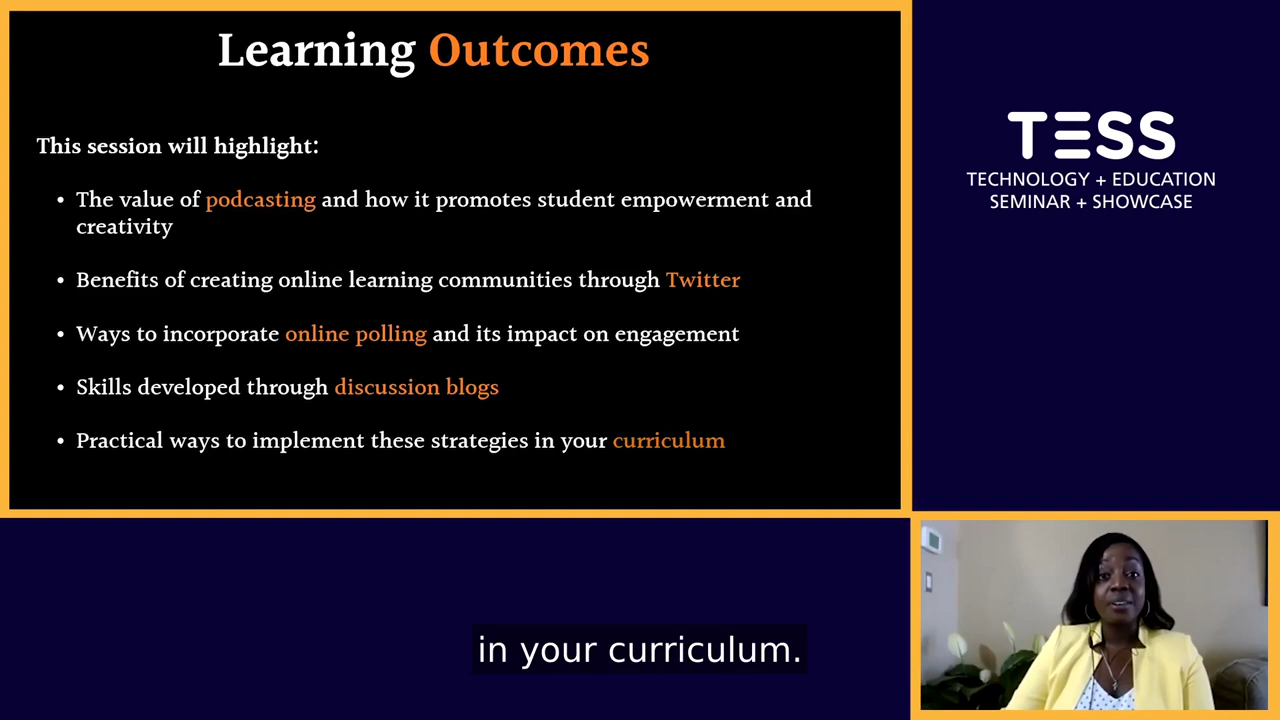 Learning Outcomes
This session will highlight:
• The value of podcasting and how it promotes student empowerment and
creativity
• Benefits of creating online learning communities through Twitter
• Ways to incorporate online polling and its impact on engagement
• Skills developed through discussion blogs
• Practical ways to implement these strategies in your curriculum
TESS
TECHNOLOGY + EDUCATION
SEMINAR + SHOWCASE
in your curriculum.